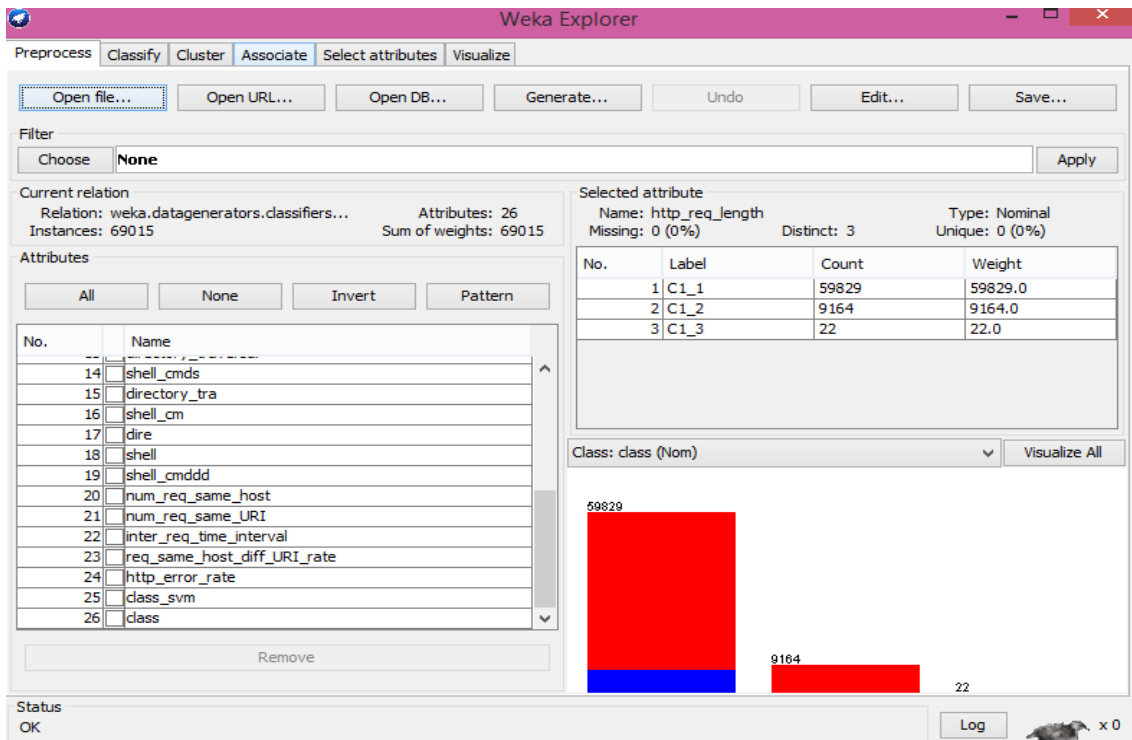 Weka Explorer
Preprocess Classify Cluster Associate Select attributes Visualize
Open file... Open URL... Open DB... Generate... Undo Edit... Save...
Filter
Choose None Apply
Current relation
Relation: weka.datagenerators.classifiers... Attributes: 26
Instances: 69015 Sum of weights: 69015
Selected attribute
Name: http_req_length Type: Nominal
Missing: 0 (0%) Distinct: 3 Unique: 0 (0%)
Attributes
All None Invert Pattern
No. Name
14 shell_cmds
15 directory_tra
16 shell_cm
17 dire
18 shell
19 shell_cmddd
20 num_req_same_host
21 num_req_same_URI
22 inter_req_time_interval
23 req_same_host_diff_URI_rate
24 http_error_rate
25 class_svm
26 class
Remove
No. Label Count Weight
1 C1_1 59829 59829.0
2 C1_2 9164 9164.0
3 C1_3 22 22.0
Class: class (Nom) Visualize All
59829
9164
22
Status
OK
Log x 0